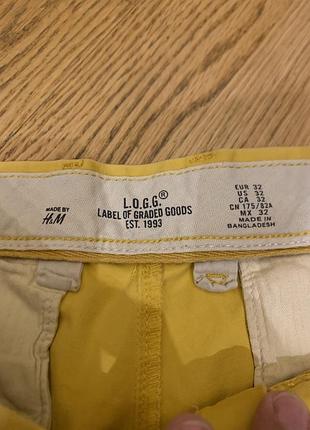 MADE BY
H&M
L.O.G.G.®
LABEL OF GRADED GOODS
EST. 1993
EUR 32
US 32
CA 32
CN 175/82A
MX 32
MADE IN
BANGLADESH